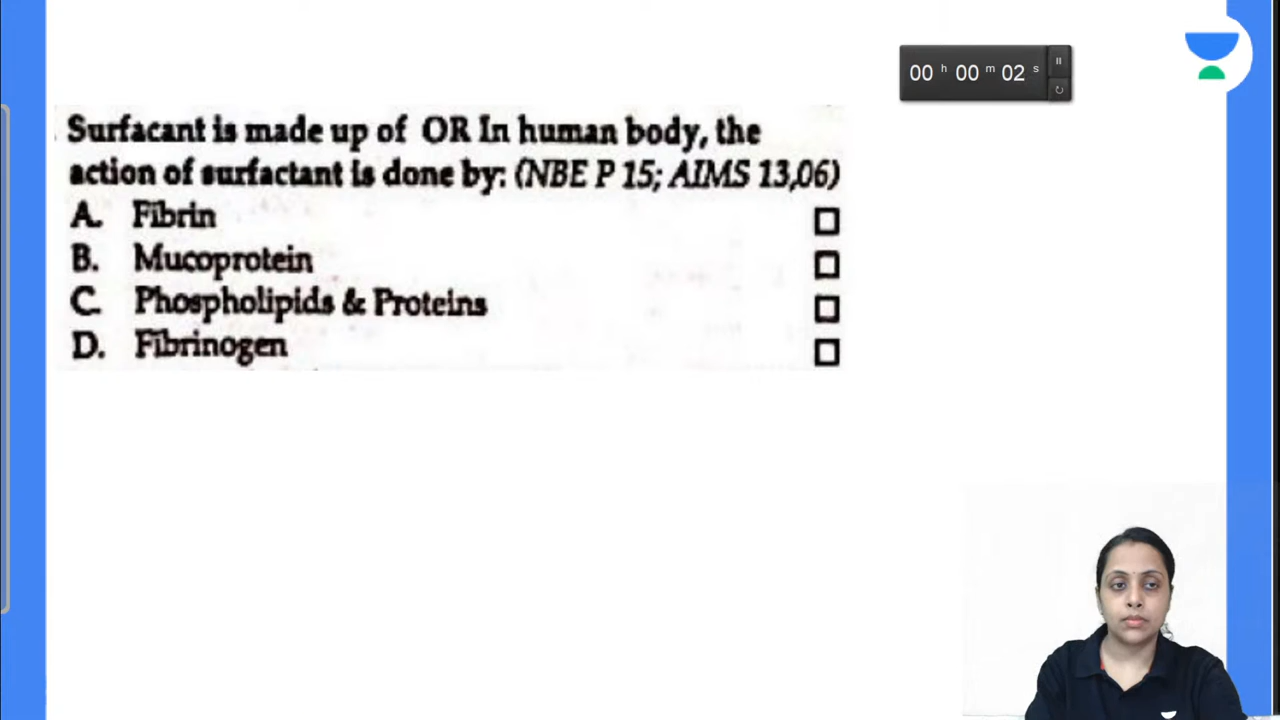 00 h 00 m 02 s
Surfacant is made up of OR In human body, the
action of surfactant is done by: (NBE P 15; AIMS 13,06)
A. Fibrin
B. Mucoprotein
C. Phospholipids & Proteins
D. Fibrinogen